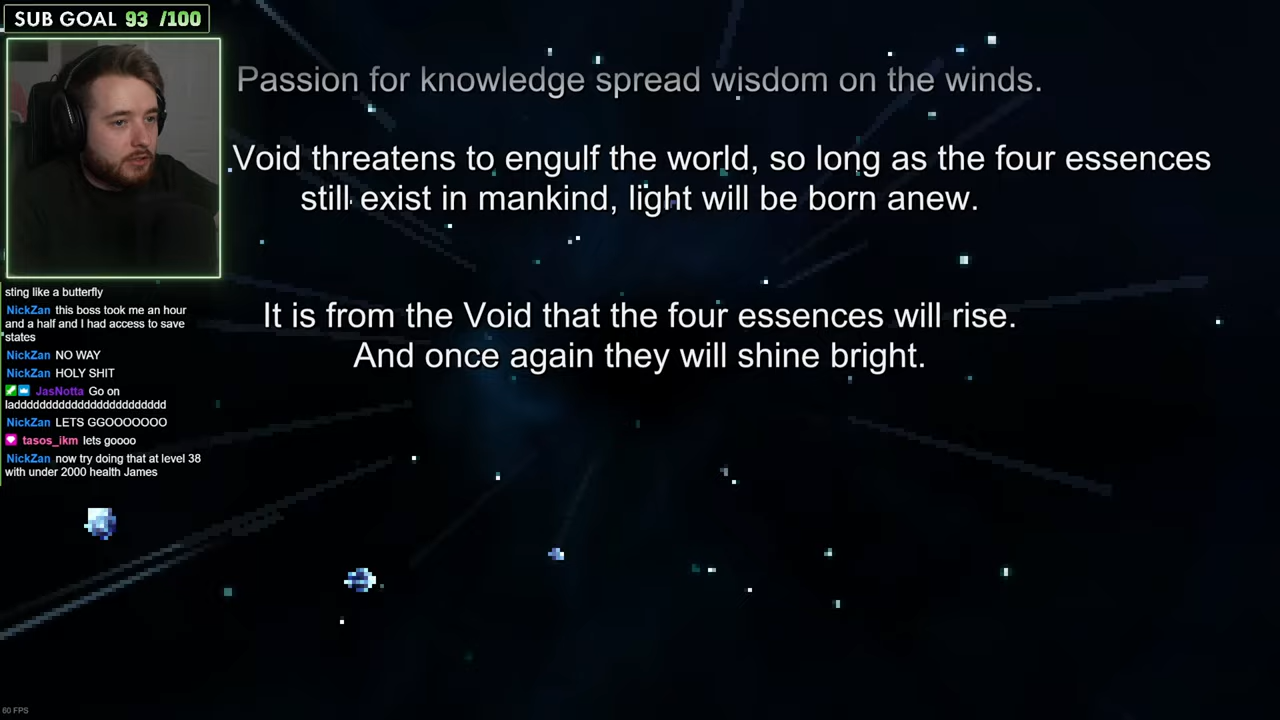 SUB GOAL 93 /100
Passion for knowledge spread wisdom on the winds.
Void threatens to engulf the world, so long as the four essences
still exist in mankind, light will be born anew.
It is from the Void that the four essences will rise.
And once again they will shine bright.
sting like a butterfly
NickZan this boss took me an hour
and a half and I had access to save
states
NickZan NO WAY
NickZan HOLY SHIT
JasNotta Go on
ladddddddddddddddddddddddd
NickZan LETS GGOOOOOOO
tasos_ikm lets goooo
NickZan now try doing that at level 38
with under 2000 health James
60 FPS